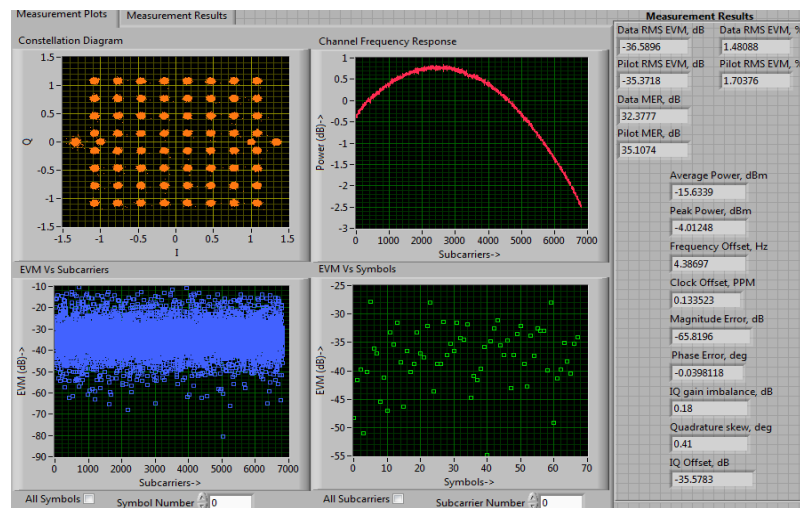 Measurement Plots Measurement Results
Constellation Diagram
1.5
1
0.5
0
-0.5
-1
-1.5
Q
-1.5 -1 -0.5 0 0.5 1 1.5
I
Channel Frequency Response
1
0.5
0
-0.5
-1
-1.5
-2
-2.5
-3
Power (dB)->
0 1000 2000 3000 4000 5000 6000 7000
Subcarriers->
EVM Vs Subcarriers
-10
-20
-30
-40
-50
-60
-70
-80
-90
EVM (dB)->
0 1000 2000 3000 4000 5000 6000 7000
Subcarriers->
All Symbols Symbol Number 0
EVM Vs Symbols
-25
-30
-35
-40
-45
-50
-55
EVM (dB)->
0 10 20 30 40 50 60 70
Symbols->
All Subcarriers Subcarrier Number 0
Measurement Results
Data RMS EVM, dB Data RMS EVM, %
-36.5896 1.48088
Pilot RMS EVM, dB Pilot RMS EVM, %
-35.3718 1.70376
Data MER, dB
32.3777
Pilot MER, dB
35.1074
Average Power, dBm
-15.6339
Peak Power, dBm
-4.01248
Frequency Offset, Hz
4.38697
Clock Offset, PPM
0.133523
Magnitude Error, dB
-65.8196
Phase Error, deg
-0.0398118
IQ gain imbalance, dB
0.18
Quadrature skew, deg
0.41
IQ Offset, dB
-35.5783